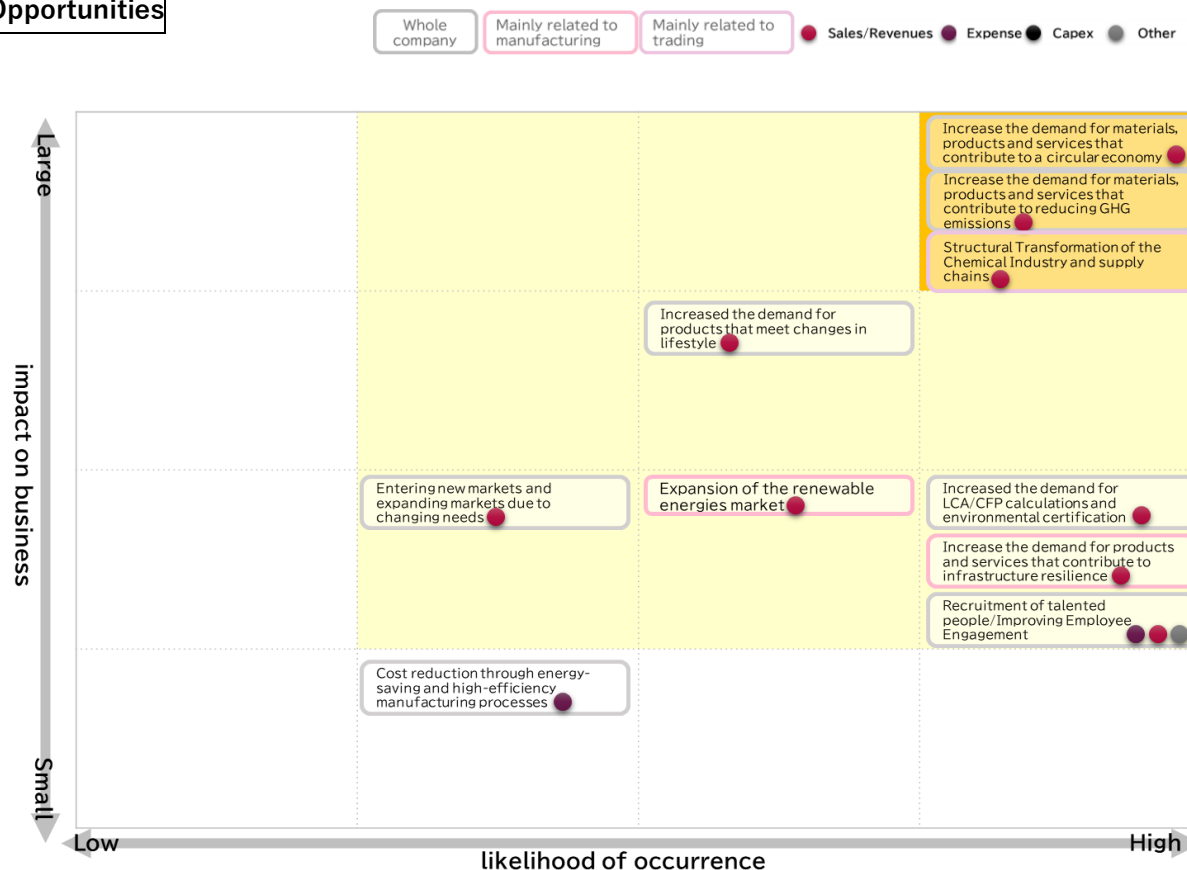 Opportunities
Whole
company
Mainly related to
manufacturing
Mainly related to
trading
Sales/Revenues
Expense
Capex
Other
Large
impact on business
Small
Increase the demand for materials,
products and services that
contribute to a circular economy
Increase the demand for materials,
products and services that
contribute to reducing GHG
emissions
Structural Transformation of the
Chemical Industry and supply
chains
Increased the demand for
products that meet changes in
lifestyle
Entering new markets and
expanding markets due to
changing needs
Expansion of the renewable
energies market
Increased the demand for
LCA/CFP calculations and
environmental certification
Increase the demand for products
and services that contribute to
infrastructure resilience
Recruitment of talented
people/Improving Employee
Engagement
Cost reduction through energy-
saving and high-efficiency
manufacturing processes
Low
High
likelihood of occurrence